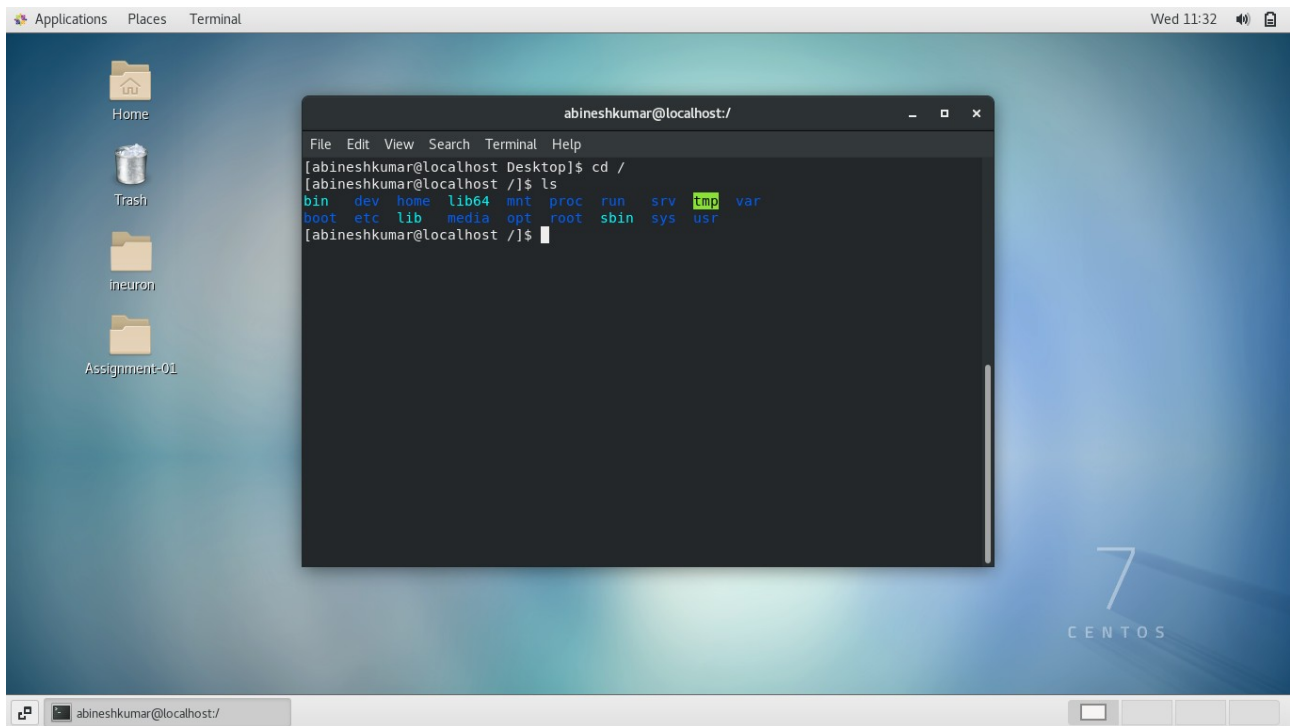 Applications Places Terminal Wed 11:32
Home
Trash
ineuron
Assignment-01
abineshkumar@localhost:/
File Edit View Search Terminal Help
[abineshkumar@localhost Desktop]$ cd /
[abineshkumar@localhost /]$ ls
bin dev home lib64 mnt proc run srv tmp var
boot etc lib media opt root sbin sys usr
[abineshkumar@localhost /]$
7
CENTOS
abineshkumar@localhost:/